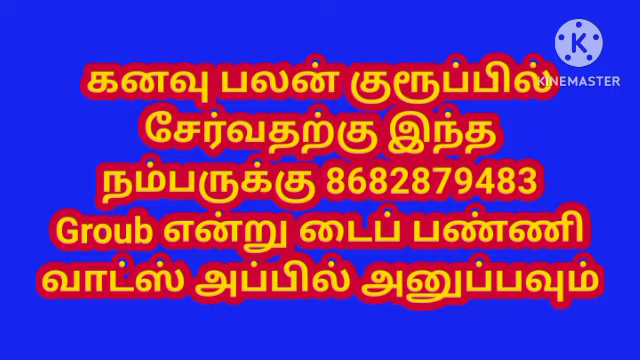 கனவு பலன் குரூப்பில்
சேர்வதற்கு இந்த
நம்பருக்கு 8682879483
Groub என்று டைப் பண்ணி
வாட்ஸ் அப்பில் அனுப்பவும்
K
KINEMASTER